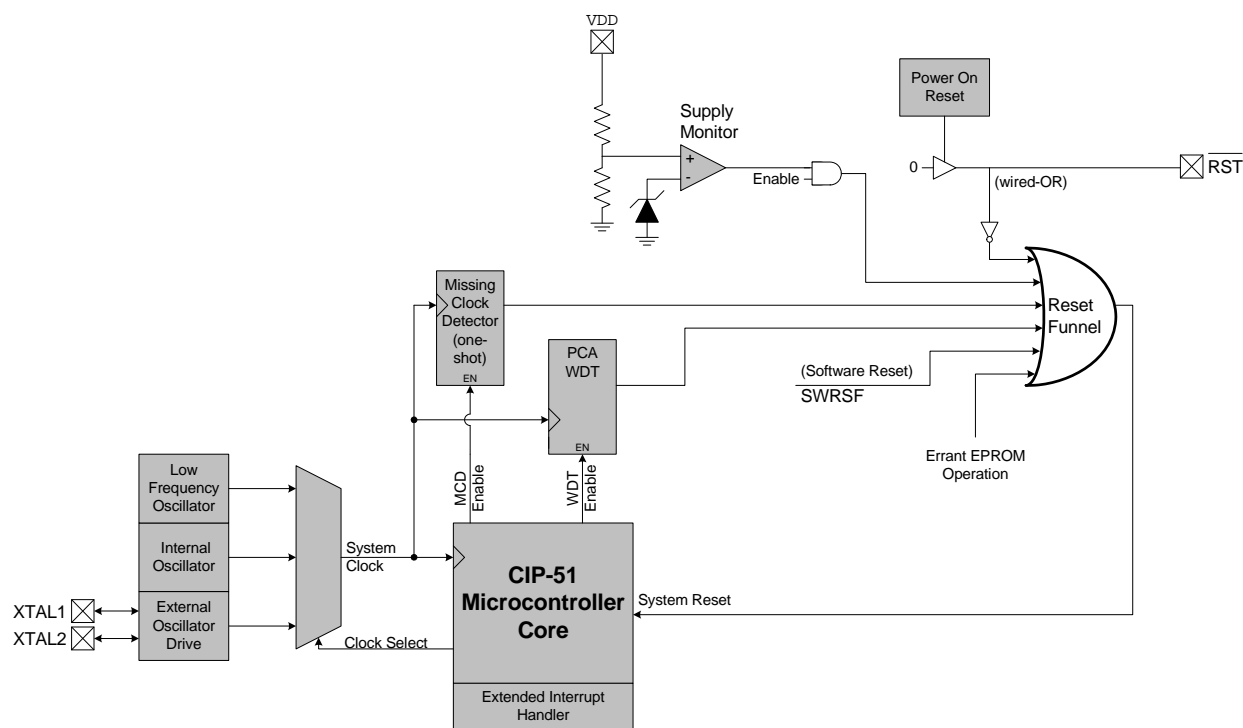 VDD
Power On
Reset
Supply
Monitor
+
-
Enable
0
(wired-OR)
RST
Missing
Clock
Detector
(one-
shot)
EN
PCA
WDT
EN
Reset
Funnel
(Software Reset)
SWRSF
Errant EPROM
Operation
Low
Frequency
Oscillator
Internal
Oscillator
External
Oscillator
Drive
XTAL1
XTAL2
System
Clock
Clock Select
MCD
Enable
WDT
Enable
CIP-51
Microcontroller
Core
System Reset
Extended Interrupt
Handler